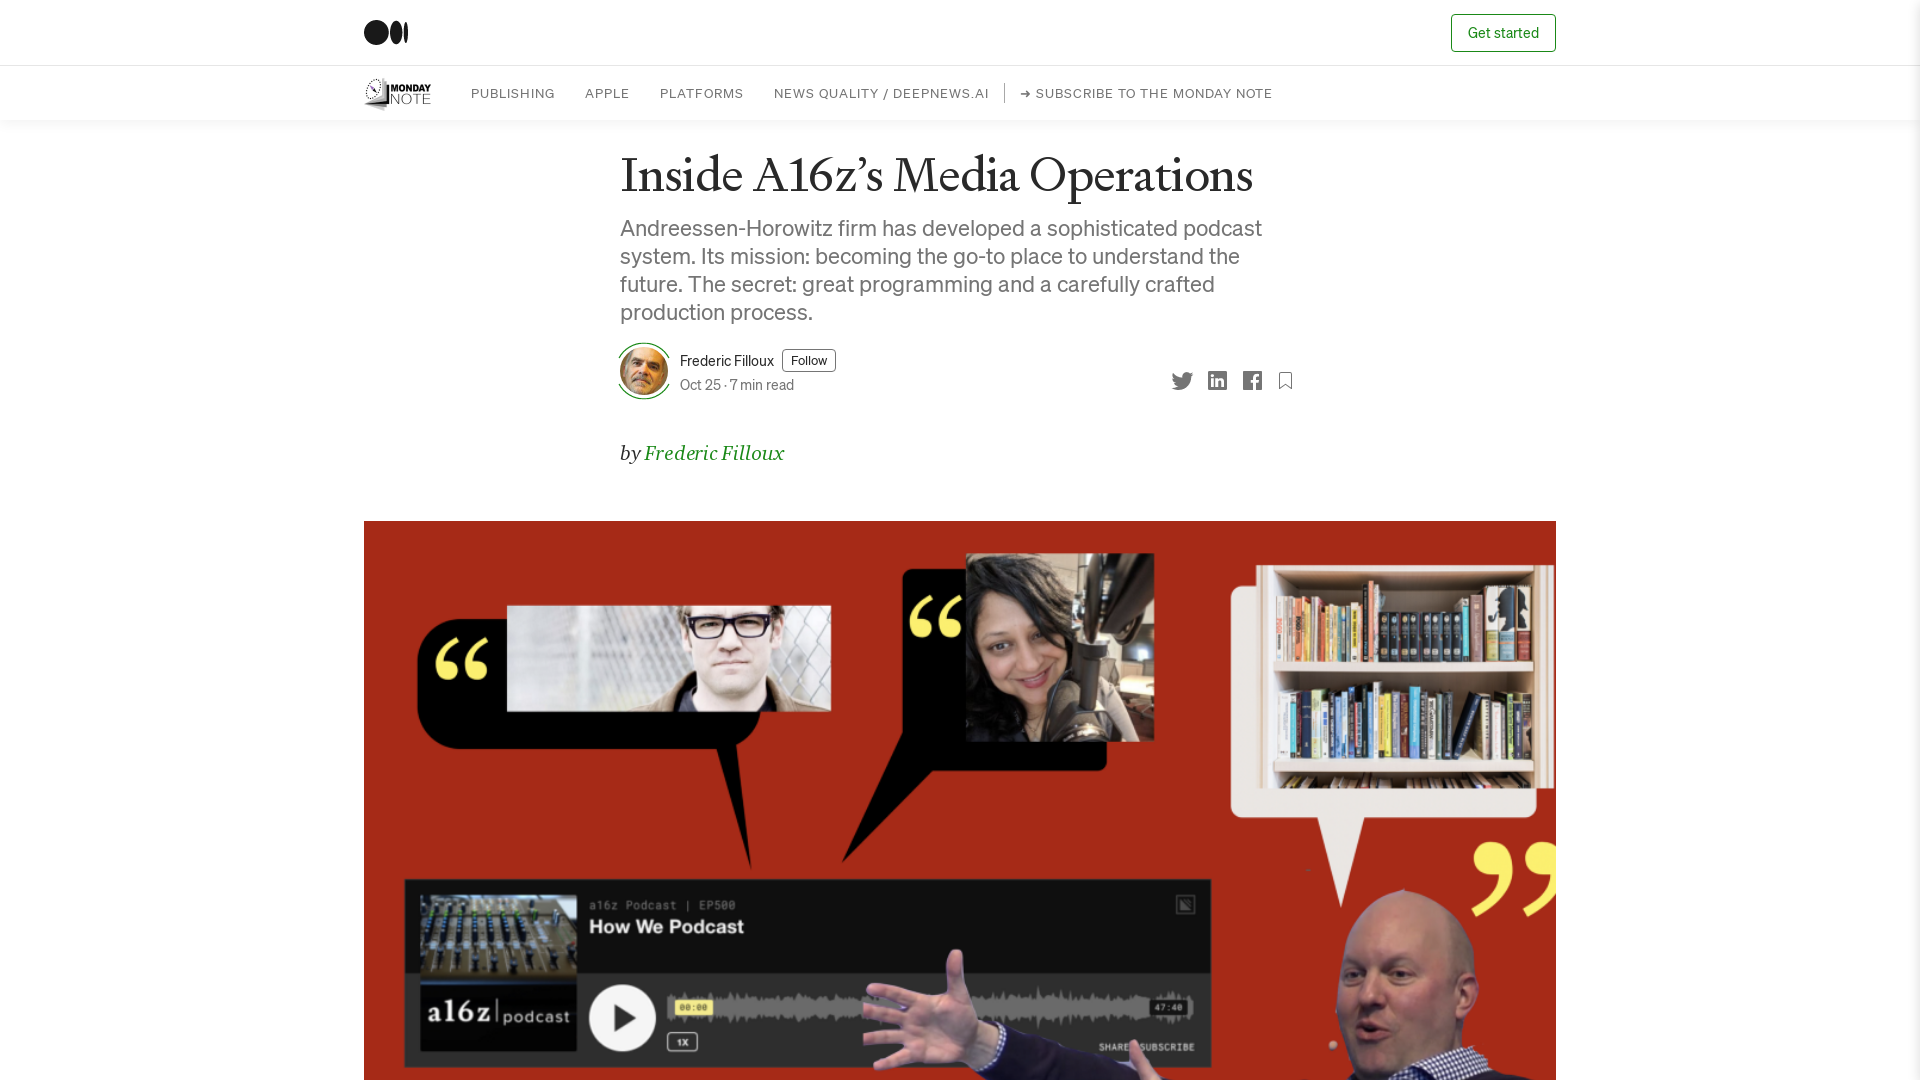 Get started
MONDAY
NOTE
PUBLISHING
APPLE
PLATFORMS
NEWS QUALITY / DEEPNEWS.AI
➔ SUBSCRIBE TO THE MONDAY NOTE
Inside A16z’s Media Operations
Andreessen-Horowitz firm has developed a sophisticated podcast
system. Its mission: becoming the go-to place to understand the
future. The secret: great programming and a carefully crafted
production process.
Frederic Filloux
Follow
Oct 25 · 7 min read
by Frederic Filloux
a16z Podcast | EP500
How We Podcast
a16z | podcast
00:00
47:40
1X
SHARE
SUBSCRIBE